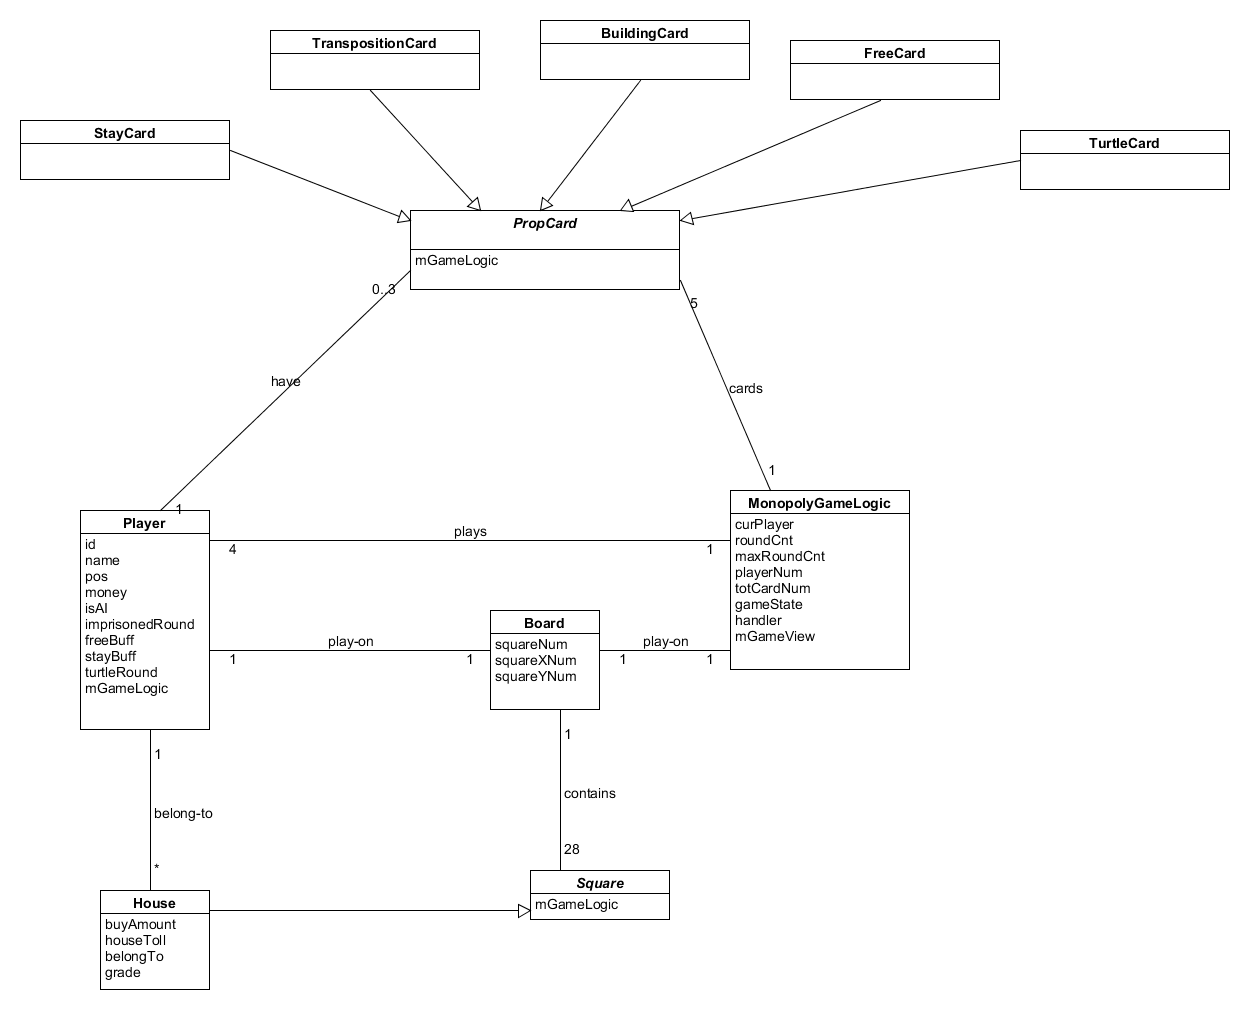 BuildingCard
TranspositionCard
FreeCard
StayCard
TurtleCard
PropCard
mGameLogic
0..3
5
have
cards
1
1
MonopolyGameLogic
curPlayer
roundCnt
maxRoundCnt
playerNum
totCardNum
gameState
handler
mGameView
Player
id
name
pos
money
isAI
imprisonedRound
freeBuff
stayBuff
turtleRound
mGameLogic
plays
4
1
play-on
1
1
Board
squareNum
squareXNum
squareYNum
play-on
1
1
1
contains
28
1
belong-to
*
Square
mGameLogic
House
buyAmount
houseToll
belongTo
grade